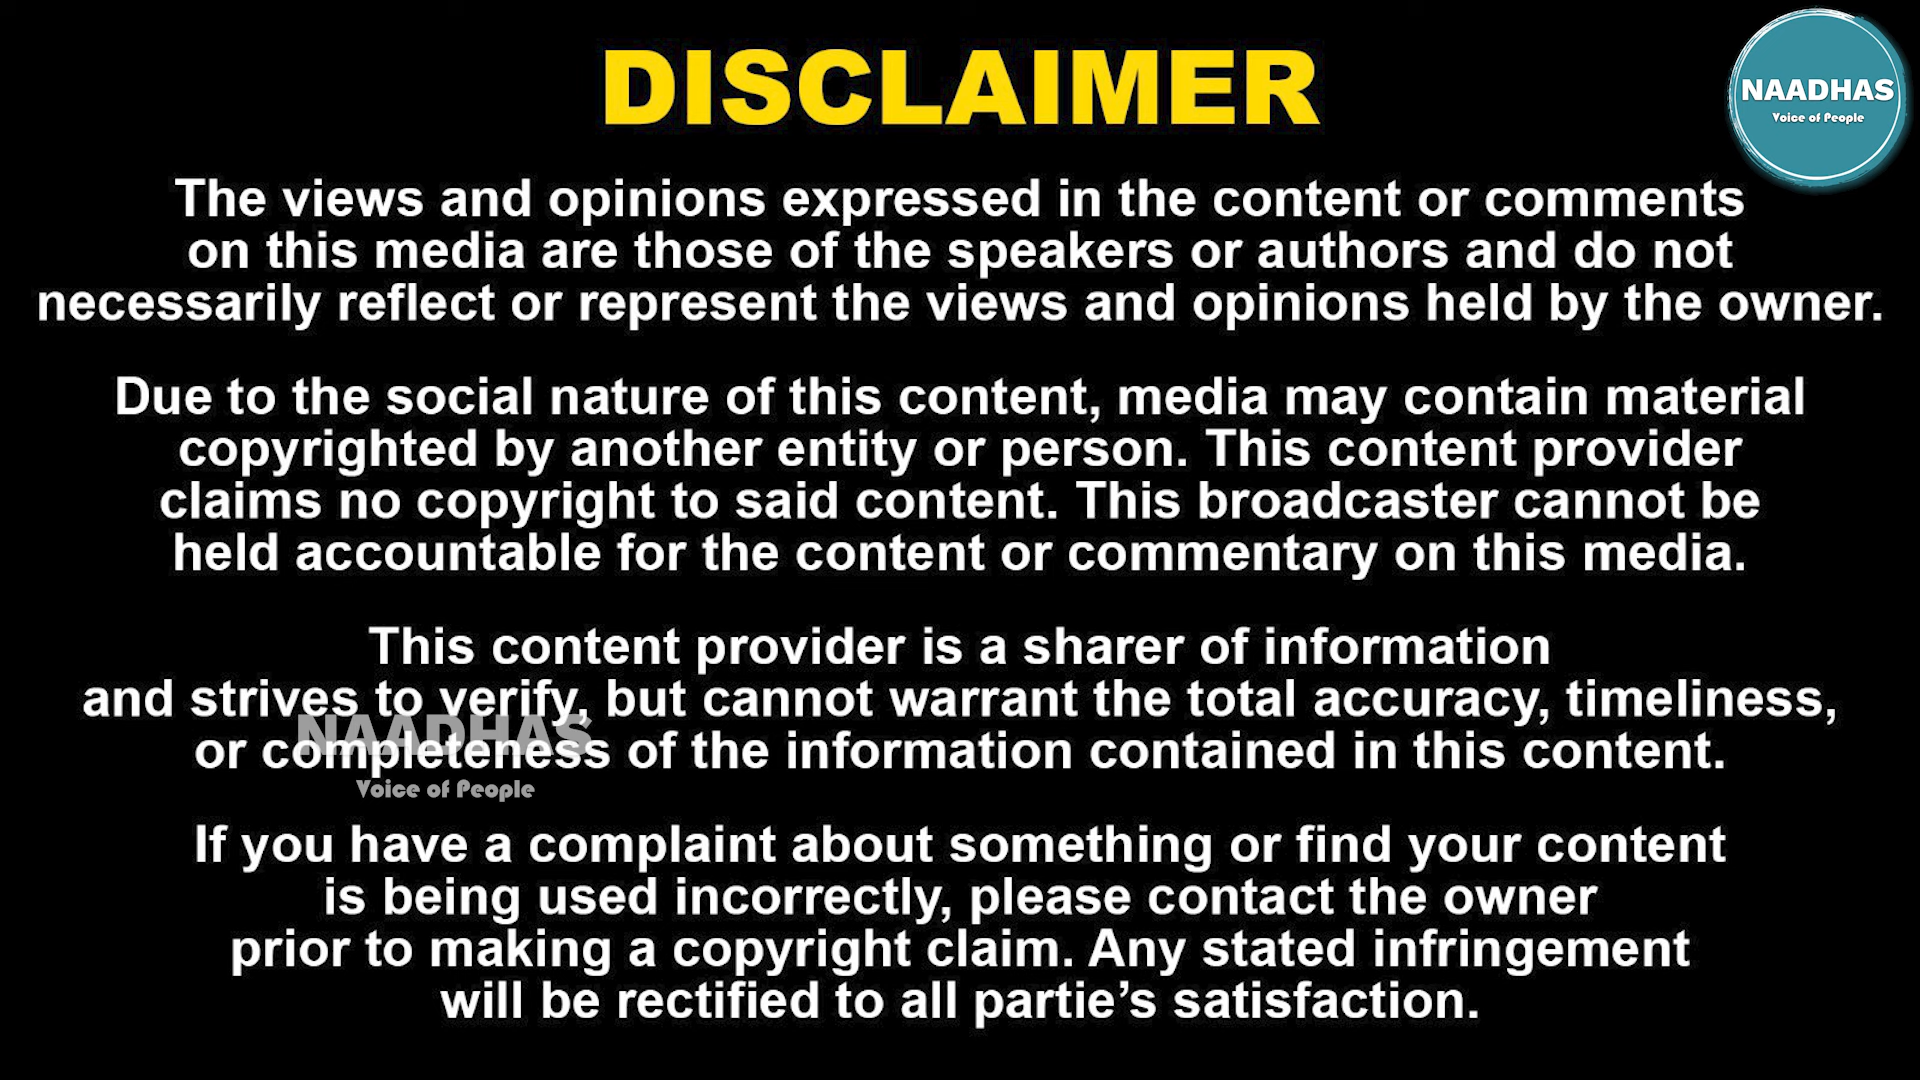 DISCLAIMER
NAADHAS
Voice of People
The views and opinions expressed in the content or comments
on this media are those of the speakers or authors and do not
necessarily reflect or represent the views and opinions held by the owner.
Due to the social nature of this content, media may contain material
copyrighted by another entity or person. This content provider
claims no copyright to said content. This broadcaster cannot be
held accountable for the content or commentary on this media.
This content provider is a sharer of information
and strives to verify, but cannot warrant the total accuracy, timeliness,
or completeness of the information contained in this content.
NAADHAS
Voice of People
If you have a complaint about something or find your content
is being used incorrectly, please contact the owner
prior to making a copyright claim. Any stated infringement
will be rectified to all partie’s satisfaction.